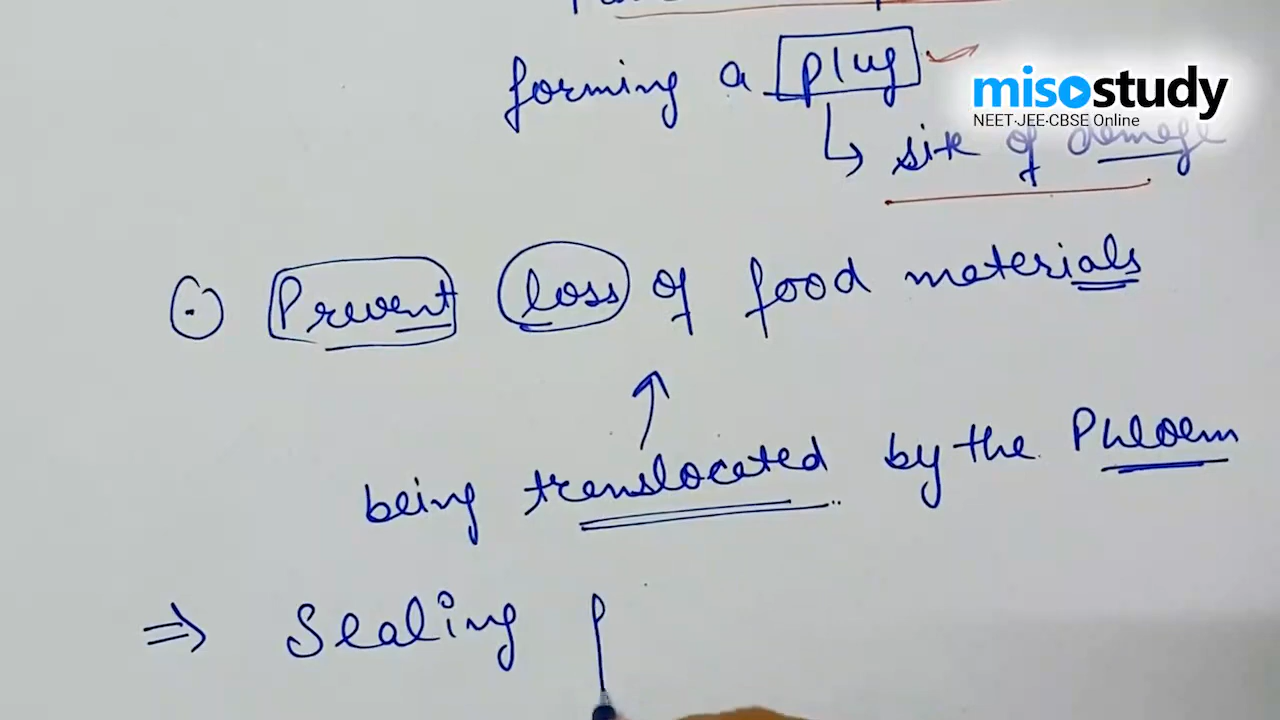 forming a plug
misostudy
NEET·JEE·CBSE Online
↳ site of damage
⊙ Prevent loss of food materials
being translocated by the Phloem
⇒ Sealing p